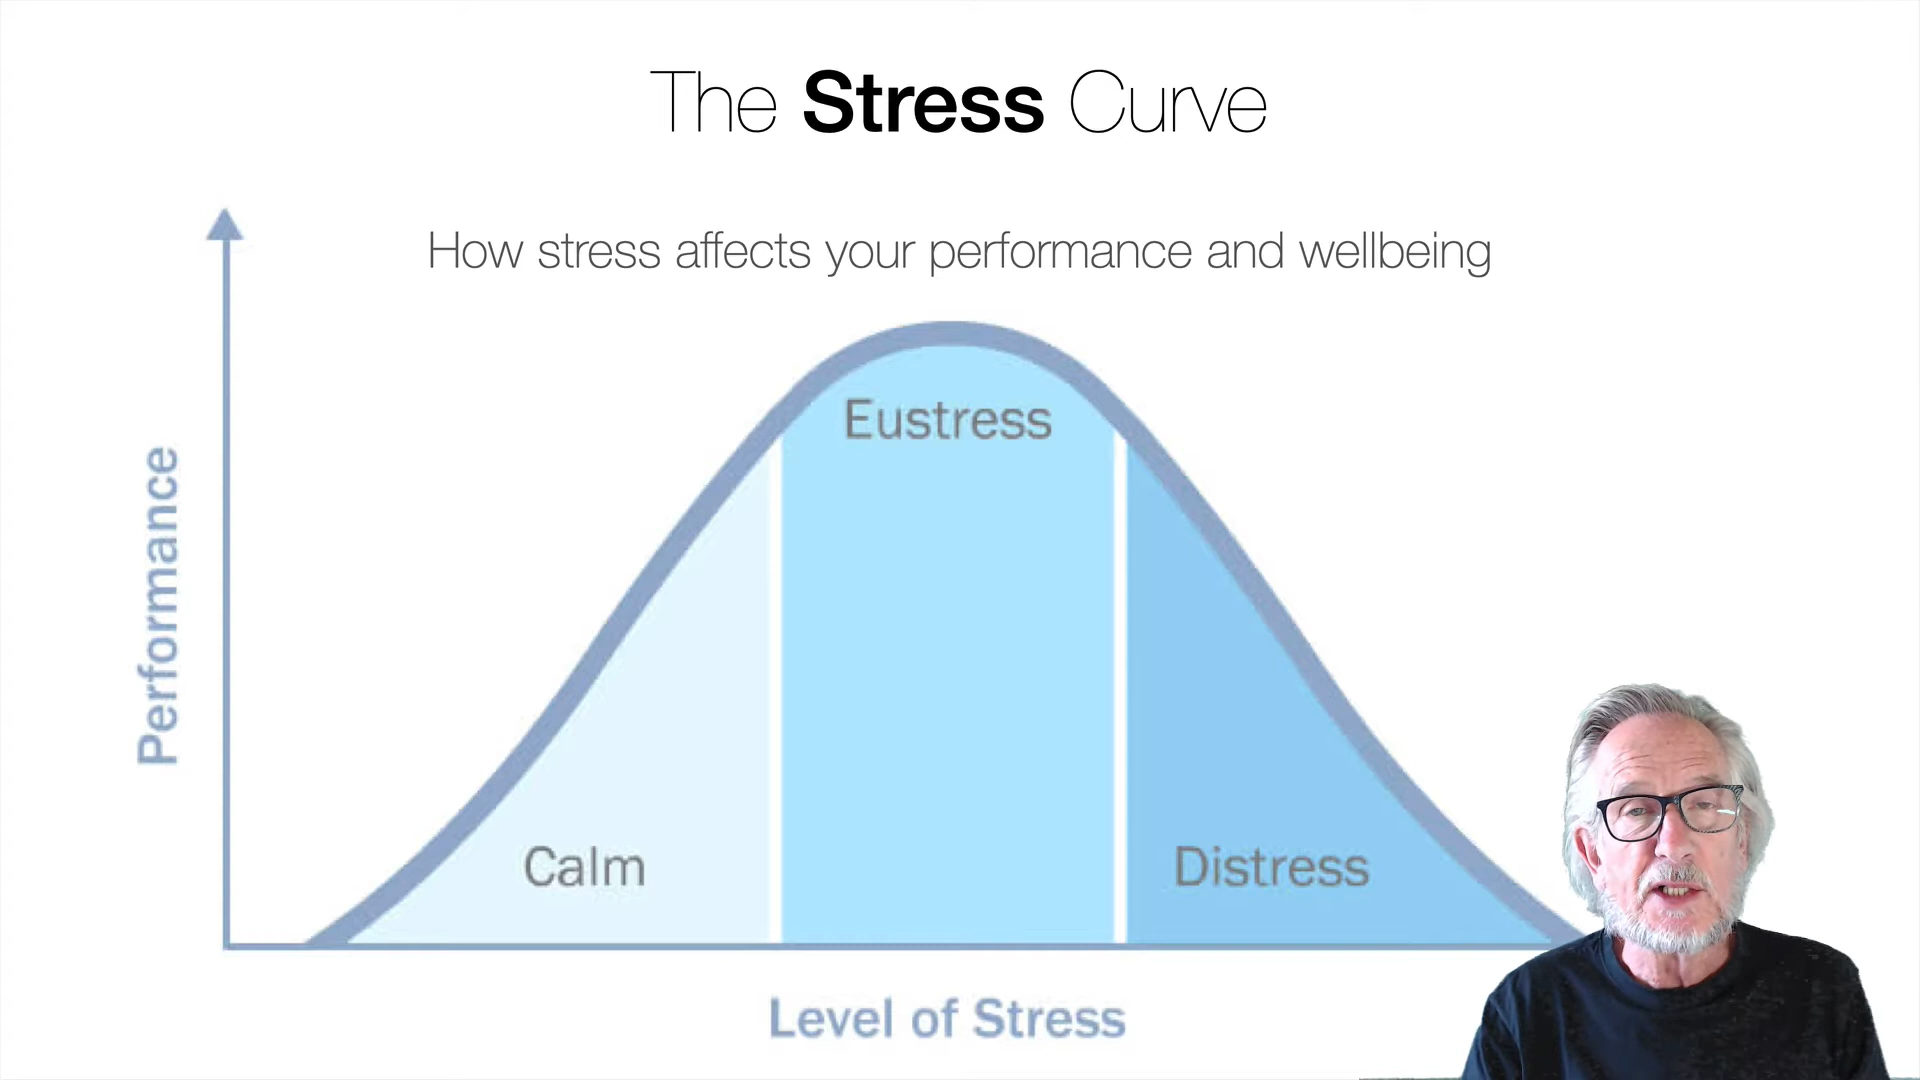 The Stress Curve
How stress affects your performance and wellbeing
Performance
Eustress
Calm
Distress
Level of Stress